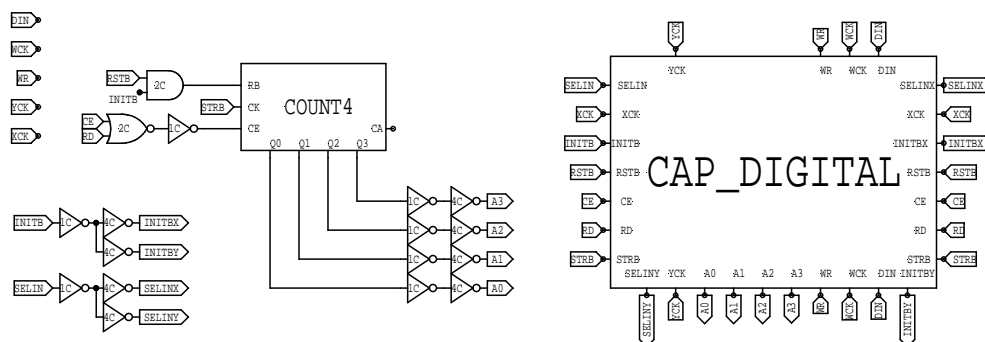 DIN
WCK
WR
YCK
XCK
RSTB
INITB
2C
CE
RD
2C
1C
STRB
RB
CK
CE
COUNT4
CA
Q0 Q1 Q2 Q3
1C 4C A3
1C 4C A2
1C 4C A1
1C 4C A0
INITB 1C 4C INITBX
4C INITBY
SELIN 1C 4C SELINX
4C SELINY
YCK WR WCK DIN
YCK WR WCK DIN
SELIN SELIN SELINX SELINX
XCK XCK XCK XCK
INITB INITB INITBX INITBX
RSTB RSTB RSTB RSTB
CAP_DIGITAL
CE CE CE CE
RD RD RD RD
STRB STRB STRB STRB
SELINY YCK A0 A1 A2 A3 WR WCK DIN INITBY
SELINY YCK A0 A1 A2 A3 WR WCK DIN INITBY